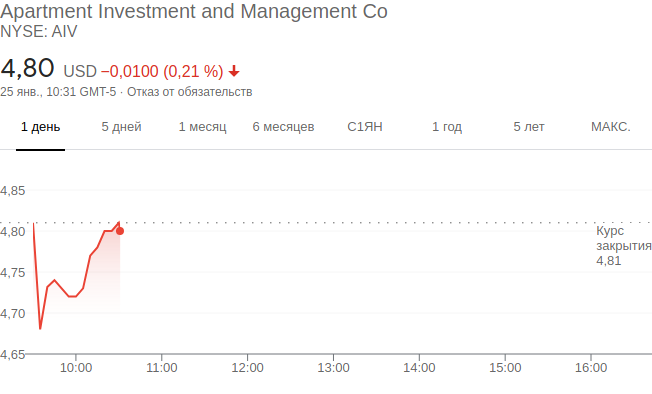 Apartment Investment and Management Co
NYSE: AIV
4,80 USD −0,0100 (0,21 %)
25 янв., 10:31 GMT-5 · Отказ от обязательств
1 день 5 дней 1 месяц 6 месяцев С1ЯН 1 год 5 лет МАКС.
4,85
4,80
4,75
4,70
4,65
Курс
закрытия
4,81
10:00 11:00 12:00 13:00 14:00 15:00 16:00